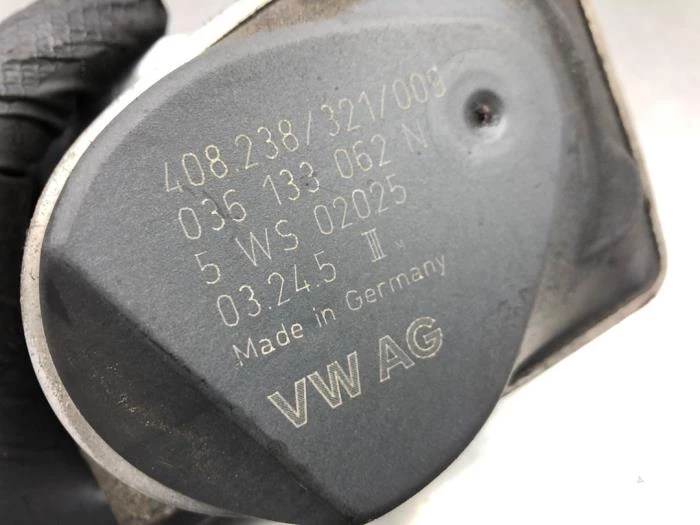 408.238/321/009
036 133 062 N
5 WS 02025
03.24.5 III M
Made in Germany
VW AG